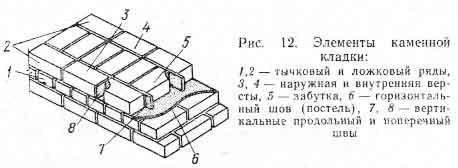 3
4
5
2
1
8
7
6
Рис. 12. Элементы каменной
кладки:
1,2 — тычковый и ложковый ряды,
3, 4 — наружная и внутренняя вер-
сты, 5 — забутка, 6 — горизонталь-
ный шов (постель), 7, 8 — верти-
кальные продольный и поперечный
швы